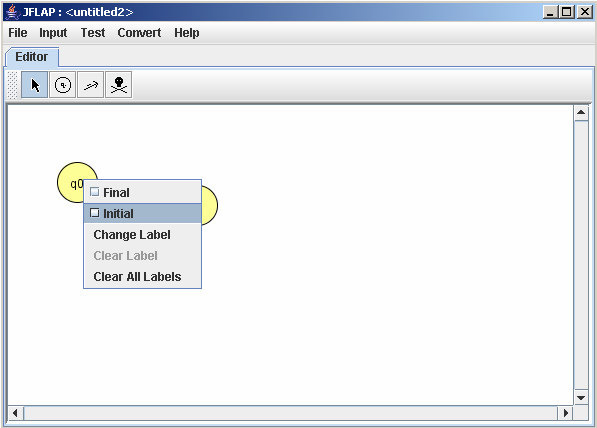 JFLAP : <untitled2>
File Input Test Convert Help
Editor
q0
Final
Initial
Change Label
Clear Label
Clear All Labels